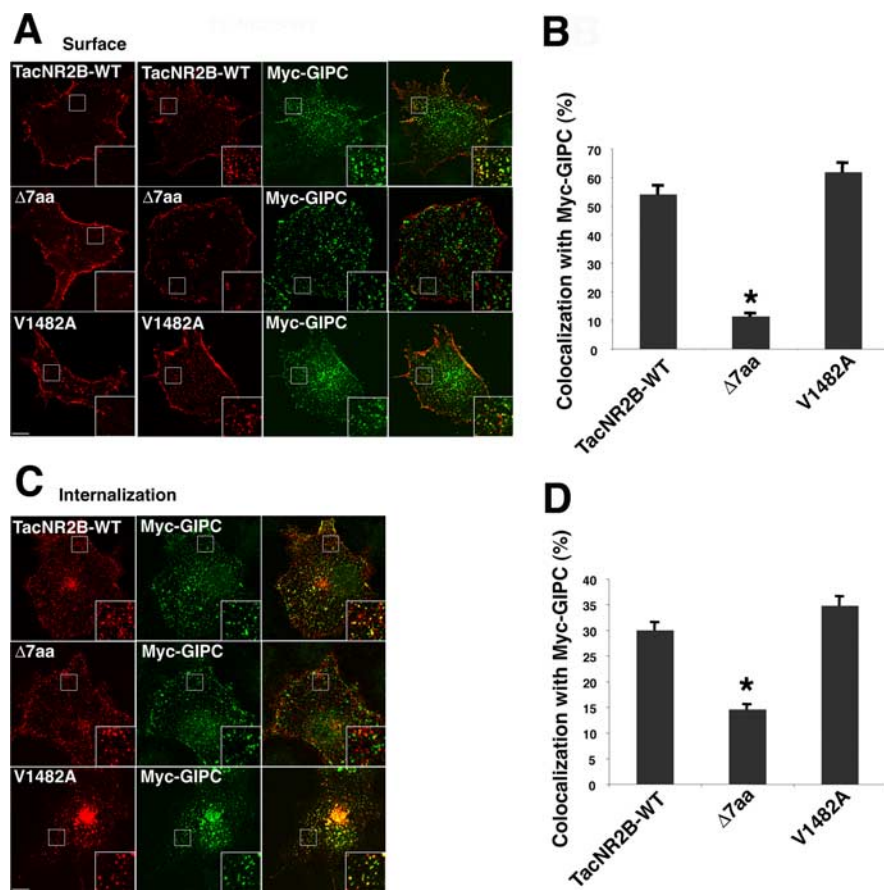 A
Surface
TacNR2B-WT
TacNR2B-WT
Myc-GIPC
Δ7aa
Δ7aa
Myc-GIPC
V1482A
V1482A
Myc-GIPC
B
Colocalization with Myc-GIPC (%)
70
60
50
40
30
20
10
0
*
TacNR2B-WT
Δ7aa
V1482A
C
Internalization
TacNR2B-WT
Myc-GIPC
Δ7aa
Myc-GIPC
V1482A
Myc-GIPC
D
Colocalization with Myc-GIPC (%)
40
35
30
25
20
15
10
5
0
*
TacNR2B-WT
Δ7aa
V1482A